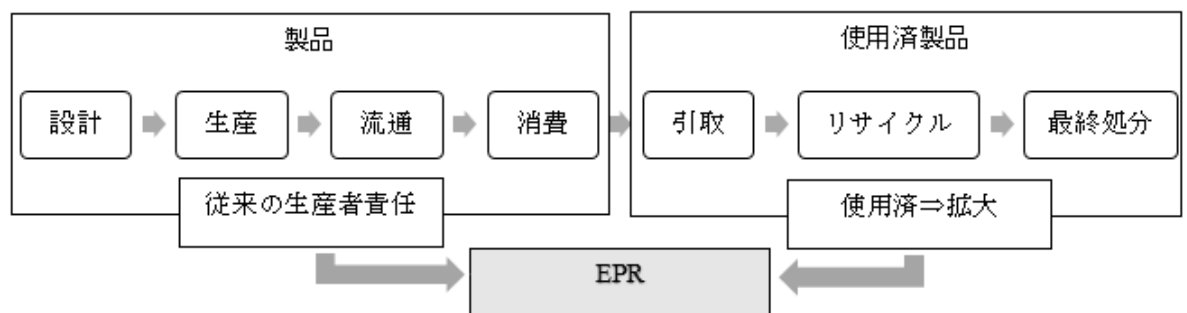 製品
設計
生産
流通
消費
従来の生産者責任
使用済製品
引取
リサイクル
最終処分
使用済⇒拡大
EPR